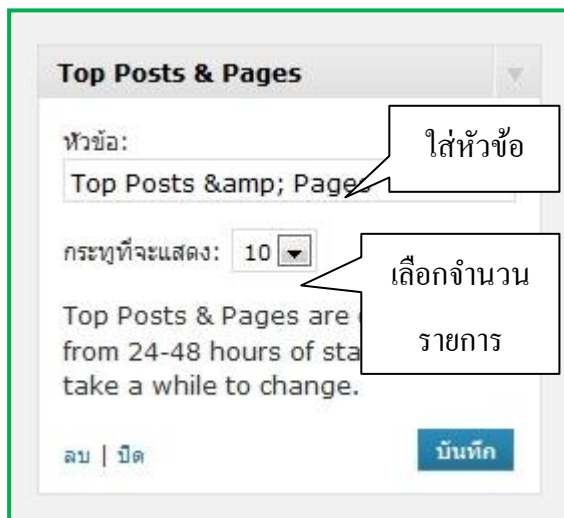 Top Posts & Pages
หัวข้อ:
ใส่หัวข้อ
Top Posts &amp; Pages
กระทู้ที่จะแสดง: 10
เลือกจำนวน
รายการ
Top Posts & Pages are
from 24-48 hours of
take a while to change.
ลบ | ปิด
บันทึก